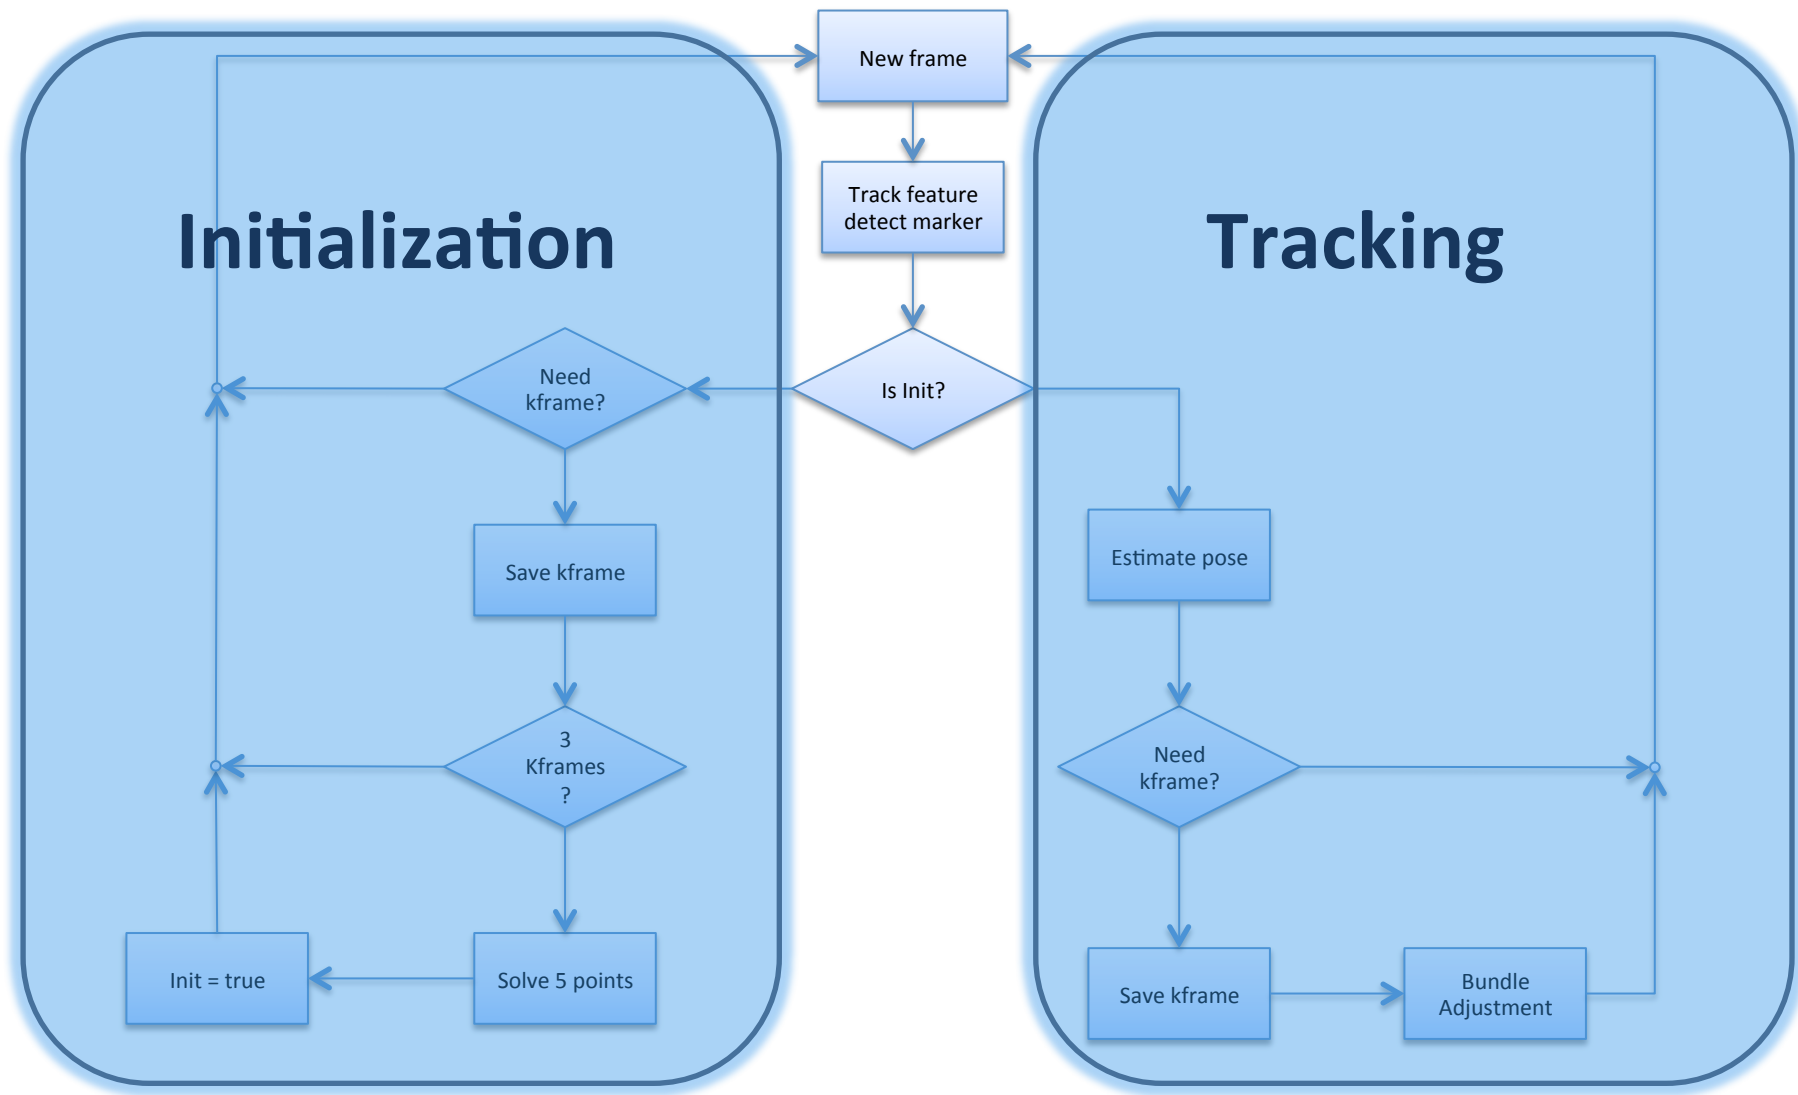 New frame
Track feature
detect marker
Initialization
Tracking
Need
kframe?
Is Init?
Save kframe
Estimate pose
3
Kframes
?
Need
kframe?
Init = true
Solve 5 points
Save kframe
Bundle
Adjustment